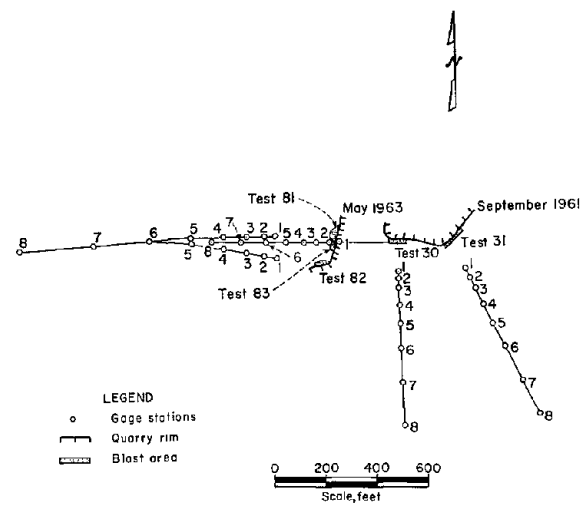 N
Test 81
May 1963
September 1961
7
5 4 3 2 1
8 7 6 5 8 4 3 2 1 6 5 4 3 2 1
Test 30
Test 31
Test 82
Test 83
1
2
3
4
5
6
7
8
1
2
3
4
5
6
7
8
LEGEND
Gage stations
Quarry rim
Blast area
0 200 400 600
Scale, feet